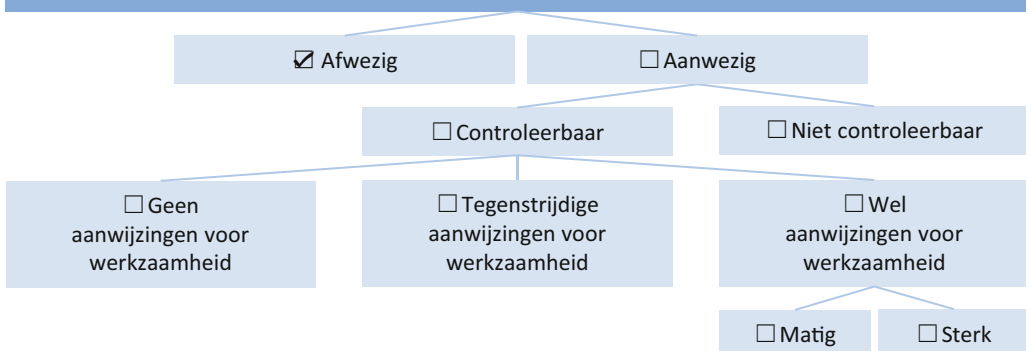 ☑ Afwezig
☐ Aanwezig
☐ Controleerbaar
☐ Niet controleerbaar
☐ Geen
aanwijzingen voor
werkzaamheid
☐ Tegenstrijdige
aanwijzingen voor
werkzaamheid
☐ Wel
aanwijzingen voor
werkzaamheid
☐ Matig
☐ Sterk